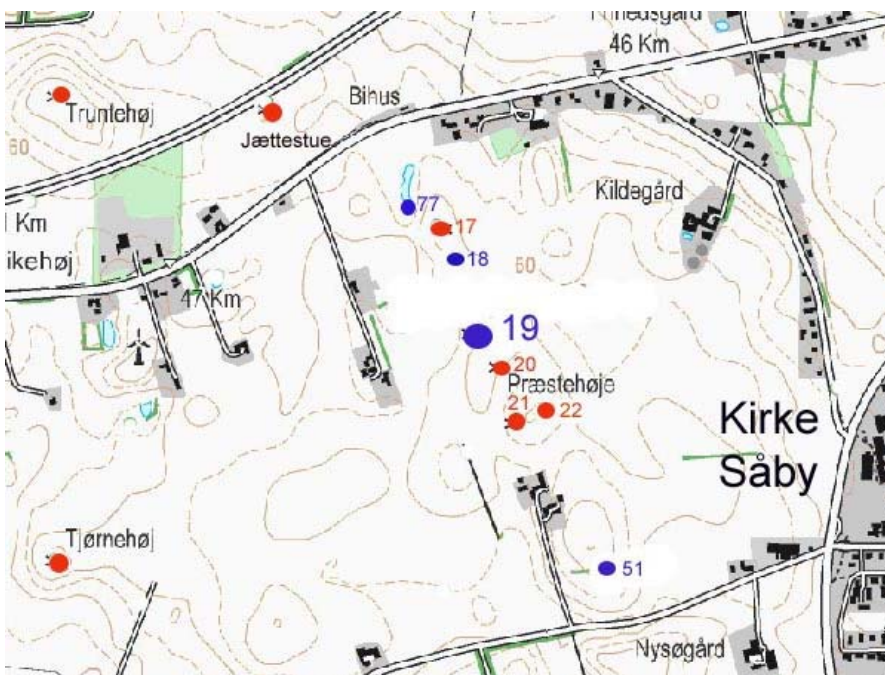 46 Km
Bihus
Truntehøj
Jættestue
60
Kildegård
77
17
Km
18
60
ikehøj
47 Km
19
20
Præstehøje
21
22
Kirke
Såby
Tjørnehøj
51
Nysøgård